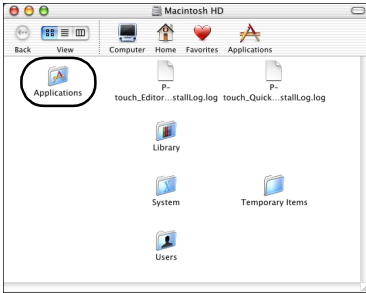 Macintosh HD
Back View Computer Home Favorites Applications
Applications
P-
touch_Editor...stallLog.log
P-
touch_Quick...stallLog.log
Library
System
Temporary Items
Users